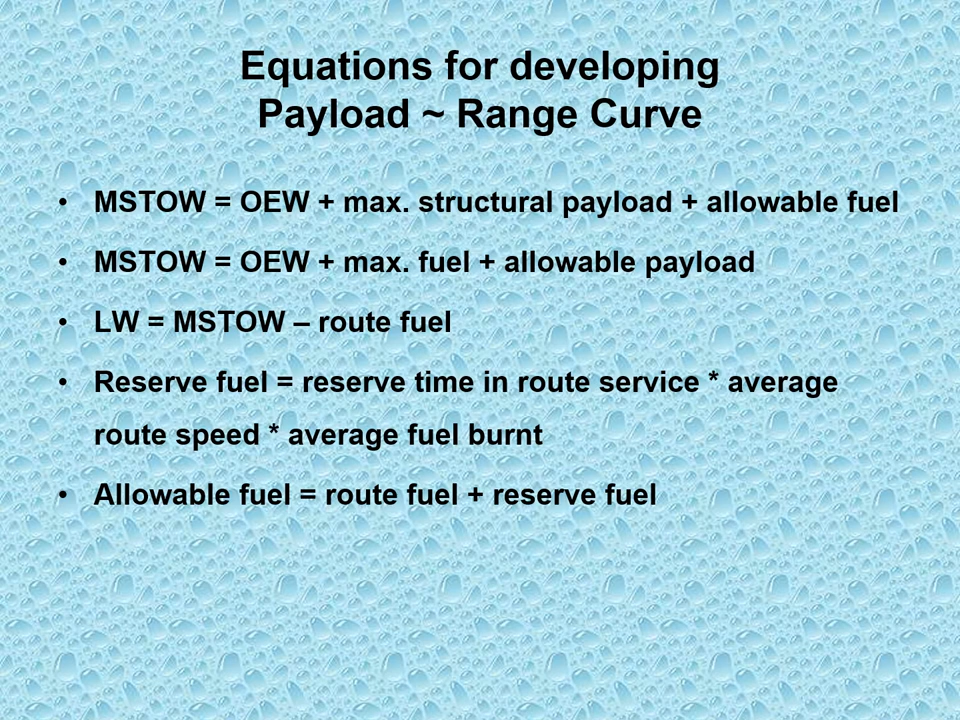 Equations for developing
Payload ~ Range Curve
• MSTOW = OEW + max. structural payload + allowable fuel
• MSTOW = OEW + max. fuel + allowable payload
• LW = MSTOW – route fuel
• Reserve fuel = reserve time in route service * average
route speed * average fuel burnt
• Allowable fuel = route fuel + reserve fuel